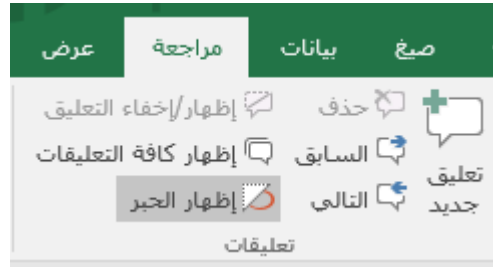 صيغ
بيانات
مراجعة
عرض
تعليق
جديد
حذف
السابق
التالي
إظهار/إخفاء التعليق
إظهار كافة التعليقات
إظهار الحبر
تعليقات